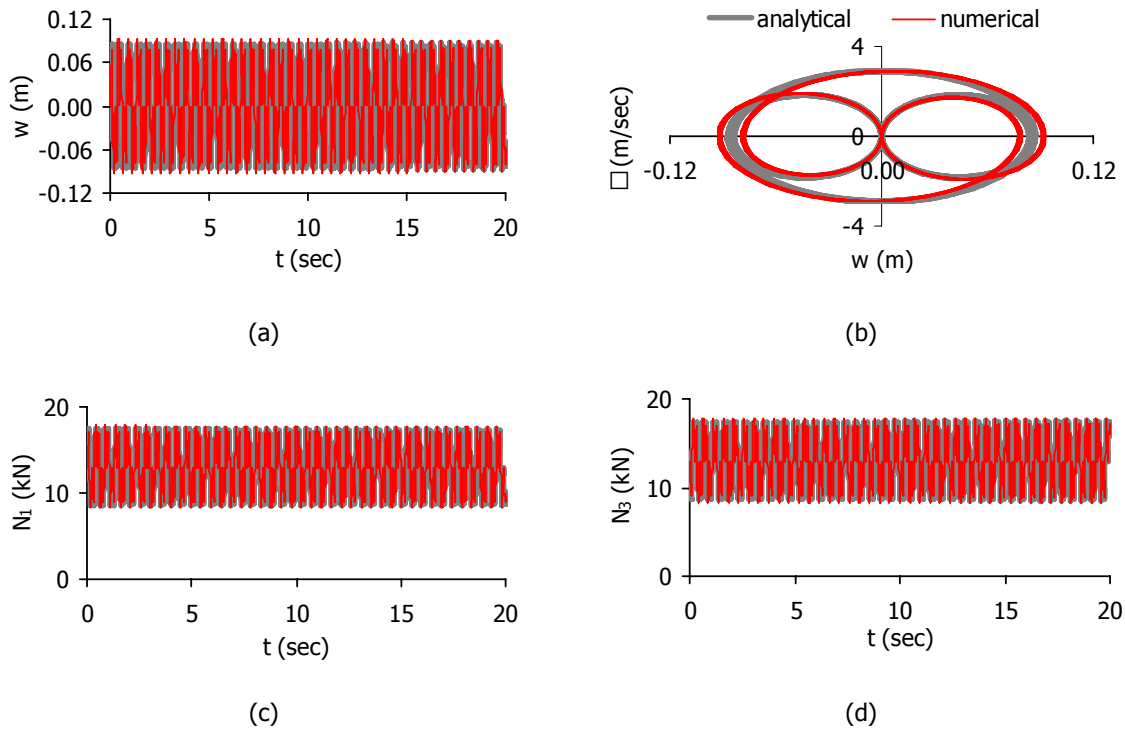 analytical numerical
0.12
0.06
0.00
-0.06
-0.12
w (m)
0 5 10 15 20
t (sec)
(a)
4
0
-4
-0.12 0.00 0.12
□ (m/sec)
w (m)
(b)
20
10
0
N1 (kN)
0 5 10 15 20
t (sec)
(c)
20
10
0
N3 (kN)
0 5 10 15 20
t (sec)
(d)